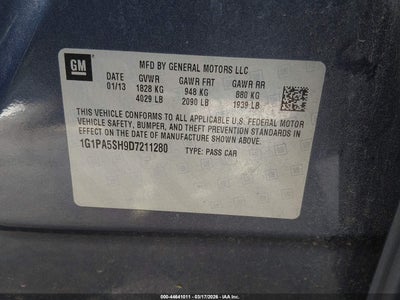 GM
MFD BY GENERAL MOTORS LLC
DATE GVWR GAWR FRT GAWR RR
01/13 1828 KG 948 KG 880 KG
4029 LB 2090 LB 1939 LB
THIS VEHICLE CONFORMS TO ALL APPLICABLE U.S. FEDERAL MOTOR
VEHICLE SAFETY, BUMPER, AND THEFT PREVENTION STANDARDS IN
EFFECT ON THE DATE OF MANUFACTURE SHOWN ABOVE.
1G1PA5SH9D7211280
TYPE: PASS CAR
000-44641011 - 03/17/2026 - IAAI.COM